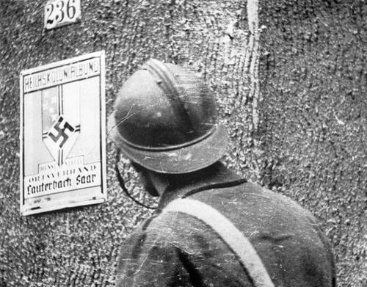 236
REICHSKOLONIALBUND
ORTSVERBAND
Lauterbach Saar